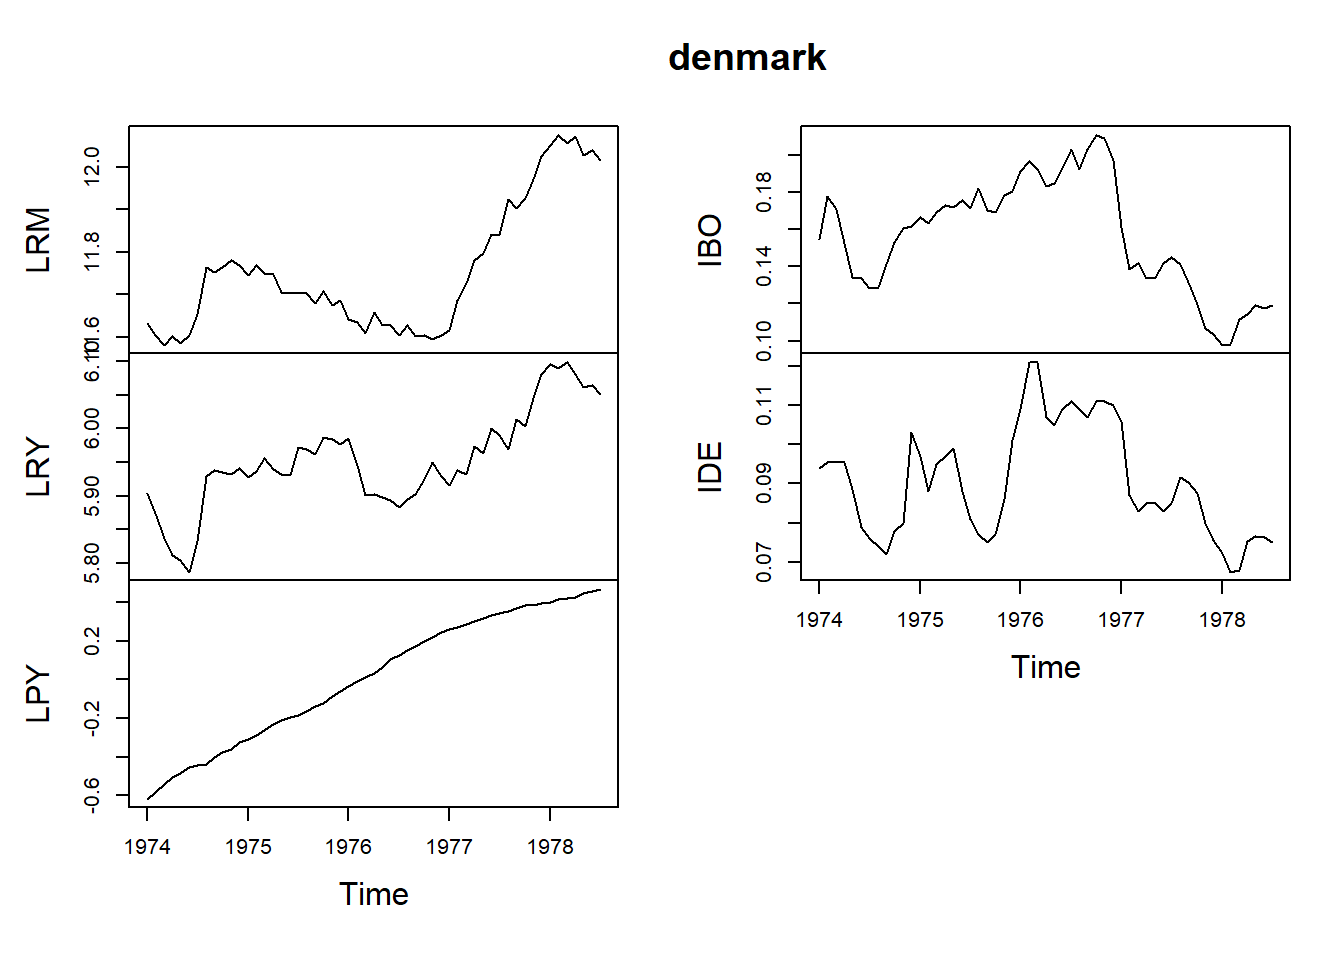 denmark
LRM
11.6 11.8 12.0
LRY
5.80 5.90 6.00 6.10
LPY
-0.6 -0.2 0.2
1974 1975 1976 1977 1978
Time
IBO
0.10 0.14 0.18
IDE
0.07 0.09 0.11
1974 1975 1976 1977 1978
Time